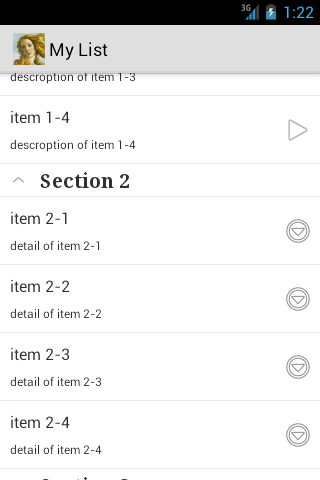 3G 1:22
My List
descroption of item 1-3
item 1-4
descroption of item 1-4
Section 2
item 2-1
detail of item 2-1
item 2-2
detail of item 2-2
item 2-3
detail of item 2-3
item 2-4
detail of item 2-4